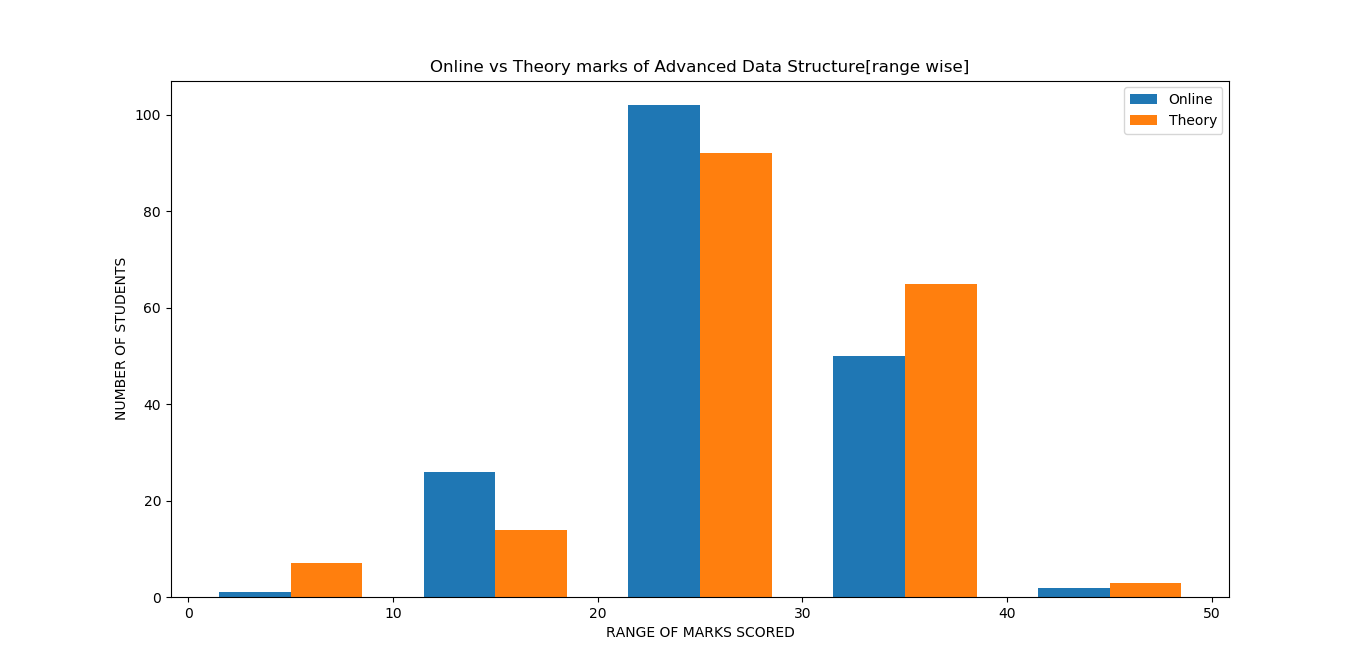 Online vs Theory marks of Advanced Data Structure[range wise]
Online
Theory
NUMBER OF STUDENTS
100
80
60
40
20
0
0 10 20 30 40 50
RANGE OF MARKS SCORED